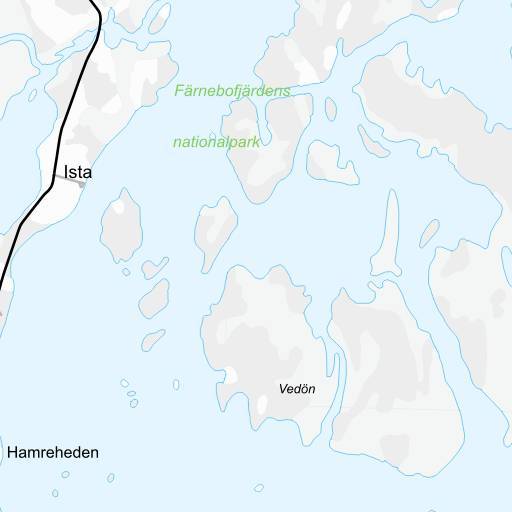 Färnebofjärdens
nationalpark
Ista
Vedön
Hamreheden